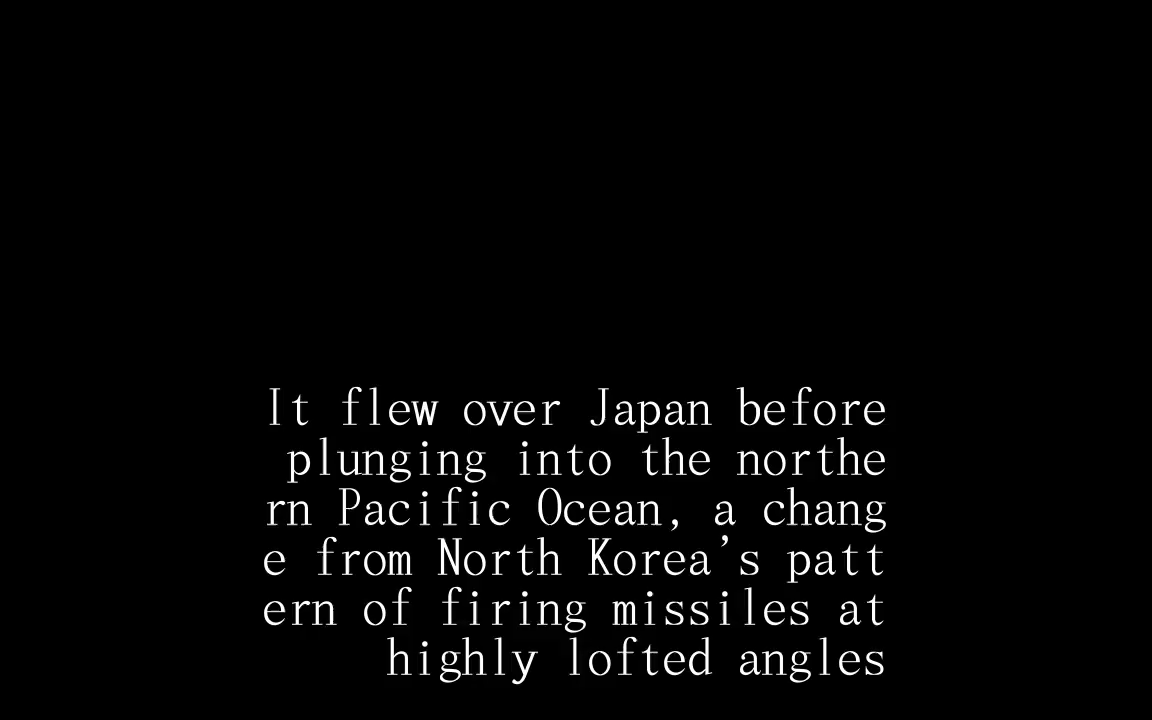 It flew over Japan before
plunging into the northe
rn Pacific Ocean, a chang
e from North Korea’s patt
ern of firing missiles at
highly lofted angles